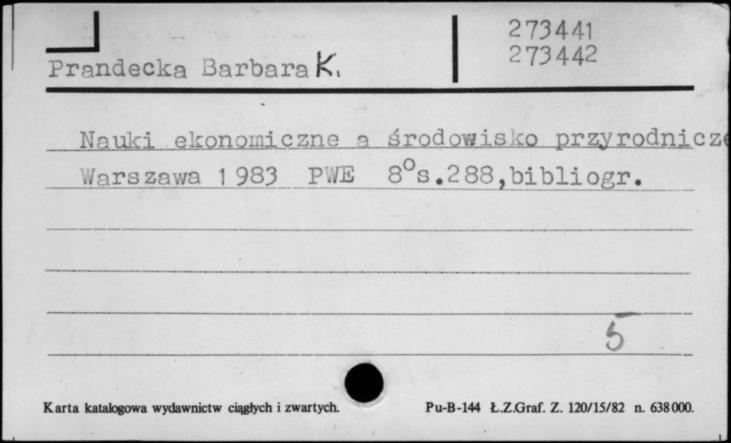 273441
273442
Prandecka Barbara K.
Nauki ekonomiczne a środowisko przyrodnicze
Warszawa 1983 PWE 8°s.288,bibliogr.
5
Karta katalogowa wydawnictw ciągłych i zwartych.
Pu-B-144 Ł.Z.Graf. Z. 120/15/82 n. 638000.